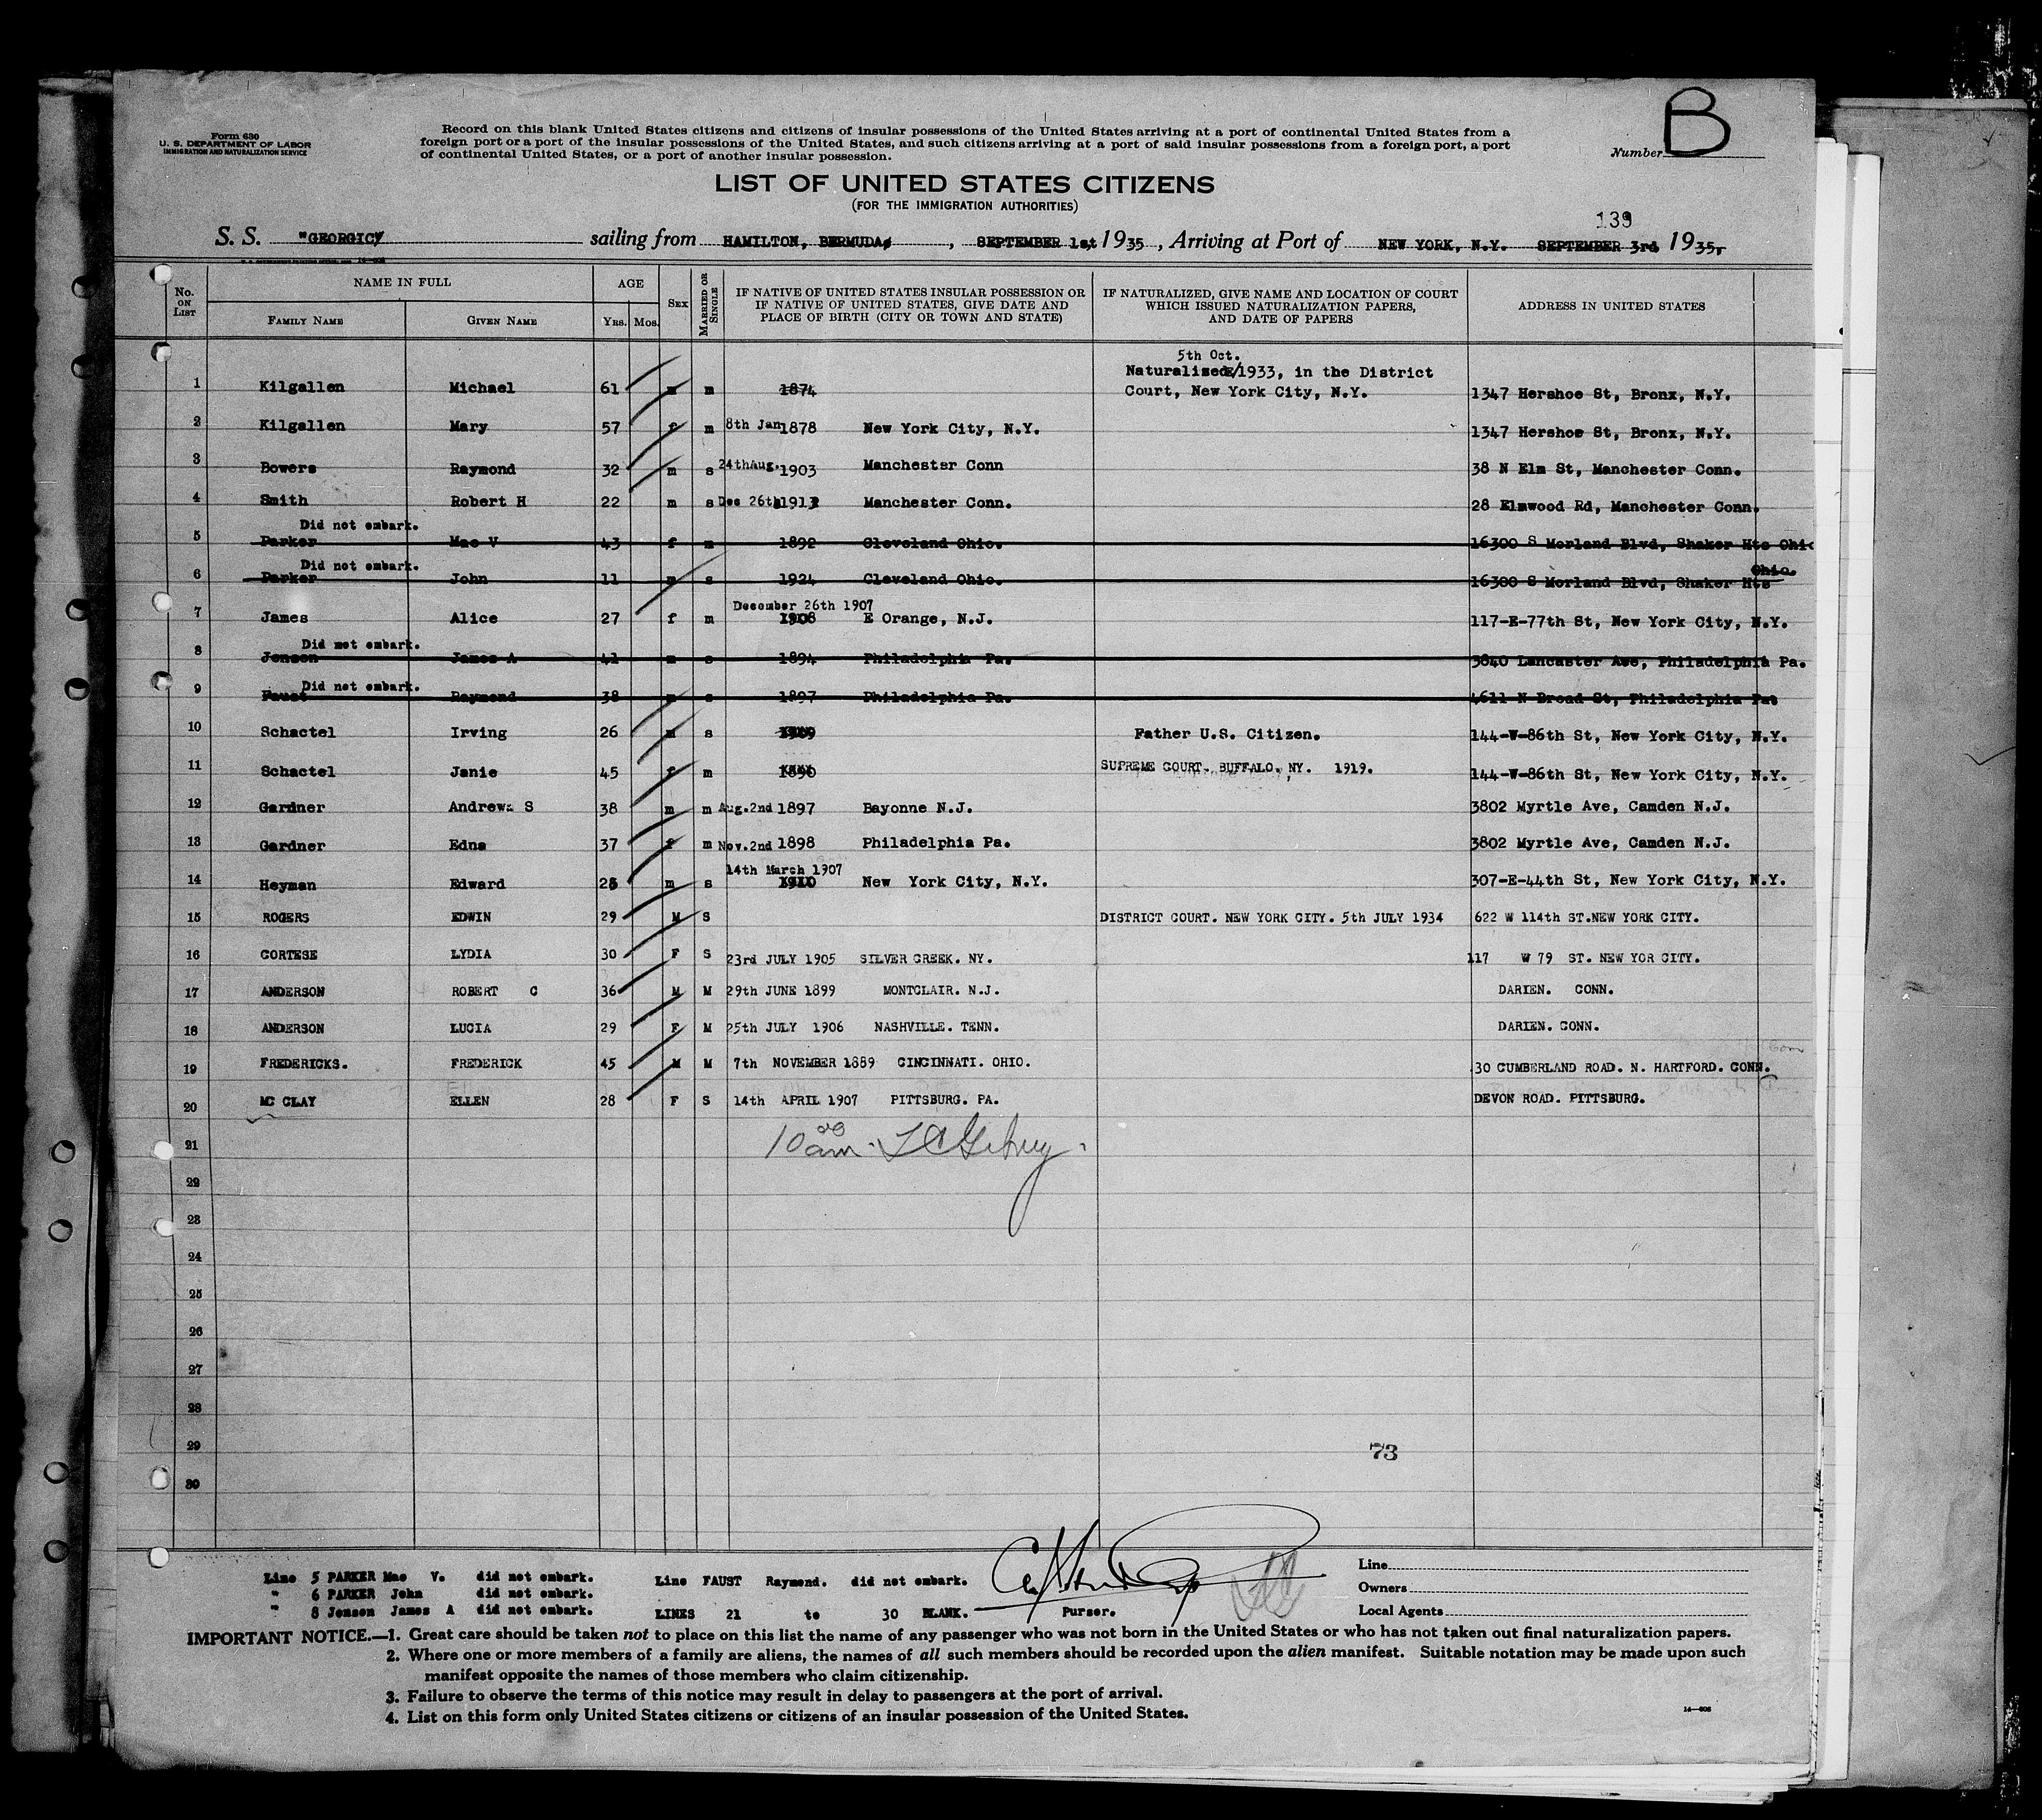 Form 630
U. S. DEPARTMENT OF LABOR
IMMIGRATION AND NATURALIZATION SERVICE
Record on this blank United States citizens and citizens of insular possessions of the United States arriving at a port of continental United States from a
foreign port or a port of the insular possessions of the United States, and such citizens arriving at a port of said insular possessions from a foreign port, a port
of continental United States, or a port of another insular possession.
Number B
LIST OF UNITED STATES CITIZENS
(FOR THE IMMIGRATION AUTHORITIES)
139
S. S. "GEORGIC" sailing from HAMILTON, BERMUDA, SEPTEMBER 1st 1935, Arriving at Port of NEW YORK, N.Y. SEPTEMBER 3rd 1935.
No. ON LIST
NAME IN FULL
FAMILY NAME GIVEN NAME
AGE
YRS. MOS.
SEX
MARRIED OR SINGLE
IF NATIVE OF UNITED STATES INSULAR POSSESSION OR
IF NATIVE OF UNITED STATES, GIVE DATE AND
PLACE OF BIRTH (CITY OR TOWN AND STATE)
IF NATURALIZED, GIVE NAME AND LOCATION OF COURT
WHICH ISSUED NATURALIZATION PAPERS,
AND DATE OF PAPERS
ADDRESS IN UNITED STATES
5th Oct.
Naturalized/1933, in the District
1 Kilgallen Michael 61 m m 1874 Court, New York City, N.Y. 1347 Hershoe St, Bronx, N.Y.
2 Kilgallen Mary 57 f m 8th Jan 1878 New York City, N.Y. 1347 Hershoe St, Bronx, N.Y.
3 Bowers Raymond 32 m s 24thAug. 1903 Manchester Conn 38 N Elm St, Manchester Conn.
4 Smith Robert H 22 m s Dec 26th 1912 Manchester Conn. 28 Elmwood Rd, Manchester Conn.
Did not embark.
5 Parker Mae V 43 f m 1892 Cleveland Ohio. 16300 S Morland Blvd, Shaker Hts Ohio
Did not embark.
6 Parker John 11 m s 1924 Cleveland Ohio. 16300 S Morland Blvd, Shaker Hts Ohio.
December 26th 1907
7 James Alice 27 f m 1908 E Orange, N.J. 117-E-77th St, New York City, N.Y.
Did not embark.
8 Jensen James A 41 m s 1894 Philadelphia Pa. 3840 Lancaster Ave, Philadelphia Pa.
Did not embark.
9 Faust Raymond 38 m s 1897 Philadelphia Pa. 4611 N Broad St, Philadelphia Pa
10 Schactel Irving 26 m s 1909 Father U.S. Citizen. 144-W-86th St, New York City, N.Y.
11 Schactel Janie 45 f m 1890 SUPREME COURT. BUFFALO. NY. 1919. 144-W-86th St, New York City, N.Y.
12 Gardner Andrew S 38 m m Aug.2nd 1897 Bayonne N.J. 3802 Myrtle Ave, Camden N.J.
13 Gardner Edna 37 f m Nov.2nd 1898 Philadelphia Pa. 3802 Myrtle Ave, Camden N.J.
14th March 1907
14 Heyman Edward 28 m s 1910 New York City, N.Y. 307-E-44th St, New York City, N.Y.
15 ROGERS EDWIN 29 M S DISTRICT COURT. NEW YORK CITY. 5th JULY 1934 622 W 114th ST.NEW YORK CITY.
16 CORTESE LYDIA 30 F S 23rd JULY 1905 SILVER CREEK. NY. 117 W 79 ST. NEW YOR CITY.
17 ANDERSON ROBERT C 36 M M 29th JUNE 1899 MONTCLAIR. N.J. DARIEN. CONN.
18 ANDERSON LUCIA 29 F M 25th JULY 1906 NASHVILLE. TENN. DARIEN. CONN.
19 FREDERICKS. FREDERICK 45 M M 7th NOVEMBER 1889 CINCINNATI. OHIO. 30 CUMBERLAND ROAD. N. HARTFORD. CONN.
20 MC CLAY ELLEN 28 F S 14th APRIL 1907 PITTSBURG. PA. DEVON ROAD. PITTSBURG.
21 10 am
22
23
24
25
26
27
28
29
73
30
Line 5 PARKER Mae V. did not embark. Line FAUST Raymond. did not embark.
" 6 PARKER John did not embark.
" 8 Jensen James A did not embark. LINES 21 to 30 BLANK. Purser.
Line
Owners
Local Agents
IMPORTANT NOTICE.—1. Great care should be taken not to place on this list the name of any passenger who was not born in the United States or who has not taken out final naturalization papers.
2. Where one or more members of a family are aliens, the names of all such members should be recorded upon the alien manifest. Suitable notation may be made upon such
manifest opposite the names of those members who claim citizenship.
3. Failure to observe the terms of this notice may result in delay to passengers at the port of arrival.
4. List on this form only United States citizens or citizens of an insular possession of the United States.